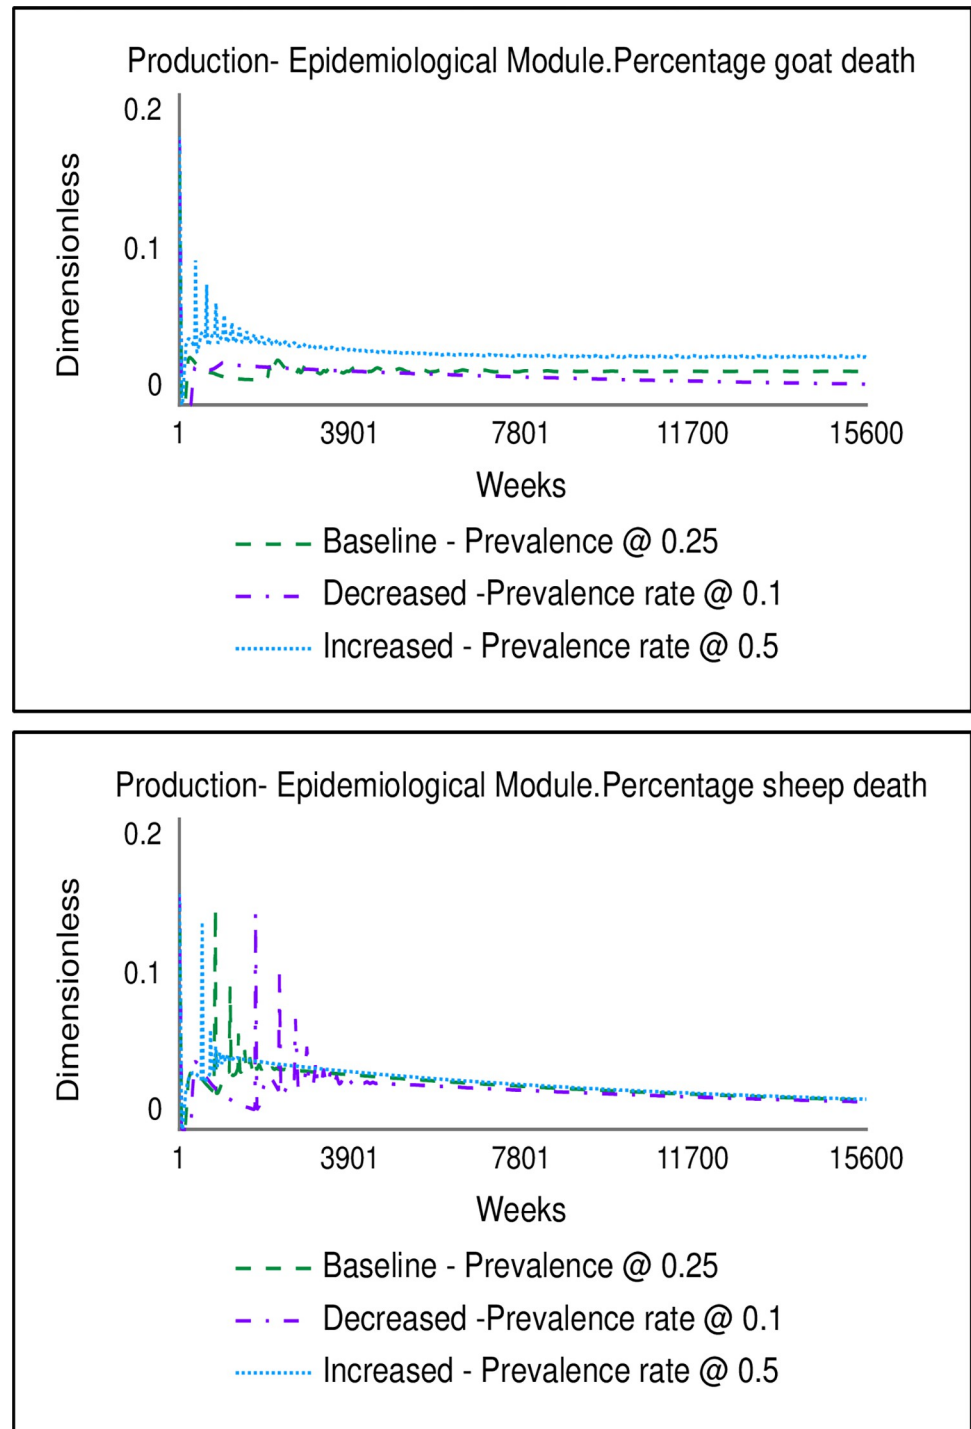 Production- Epidemiological Module.Percentage goat death
0.2
0.1
0
Dimensionless
1 3901 7801 11700 15600
Weeks
Baseline - Prevalence @ 0.25
Decreased -Prevalence rate @ 0.1
Increased - Prevalence rate @ 0.5
Production- Epidemiological Module.Percentage sheep death
0.2
0.1
0
Dimensionless
1 3901 7801 11700 15600
Weeks
Baseline - Prevalence @ 0.25
Decreased -Prevalence rate @ 0.1
Increased - Prevalence rate @ 0.5